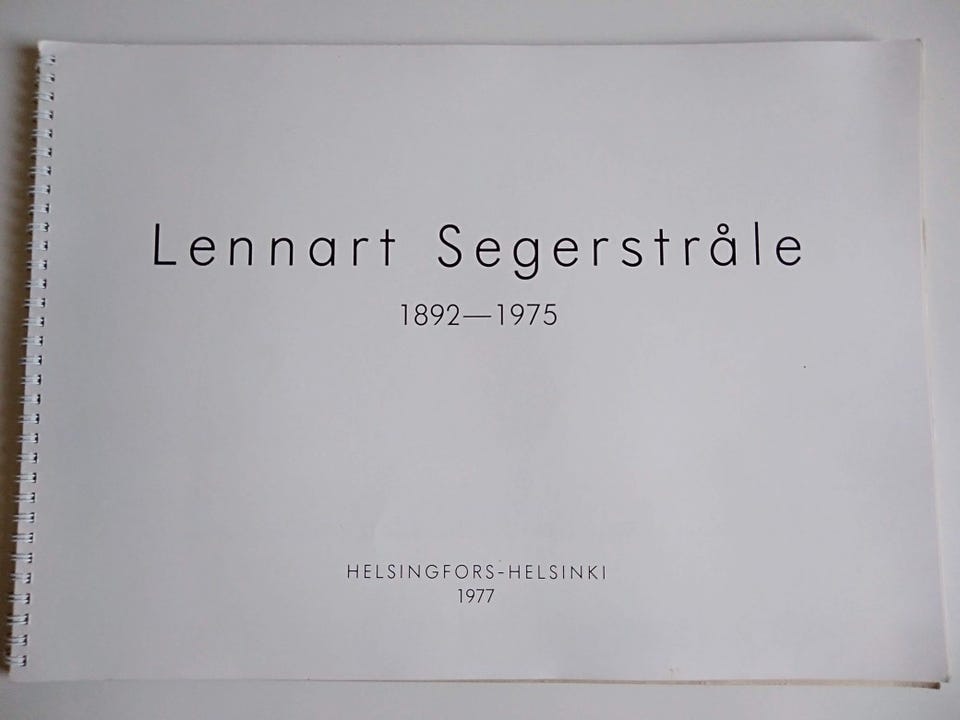 Lennart Segerstråle
1892—1975
HELSINGFORS-HELSINKI
1977